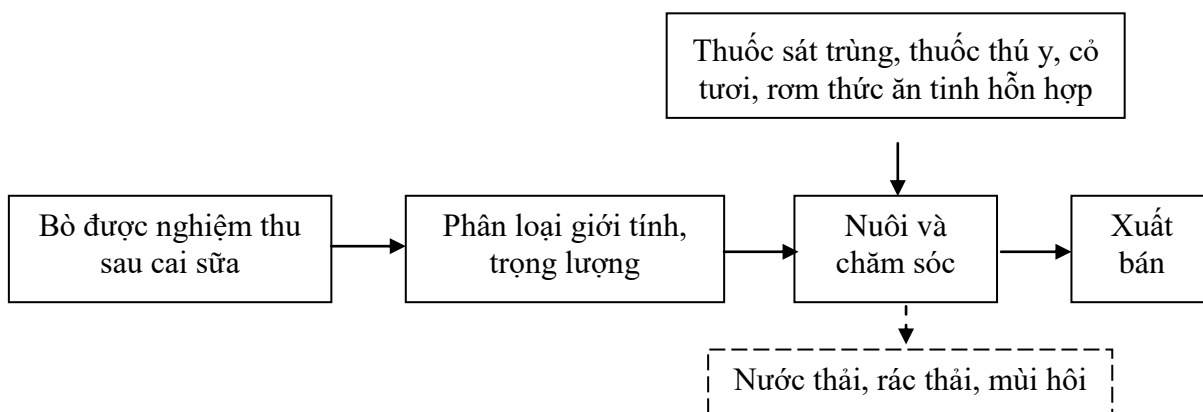 Thuốc sát trùng, thuốc thú y, cỏ
tươi, rơm thức ăn tinh hỗn hợp
Bò được nghiệm thu
sau cai sữa
Phân loại giới tính,
trọng lượng
Nuôi và
chăm sóc
Xuất
bán
Nước thải, rác thải, mùi hôi